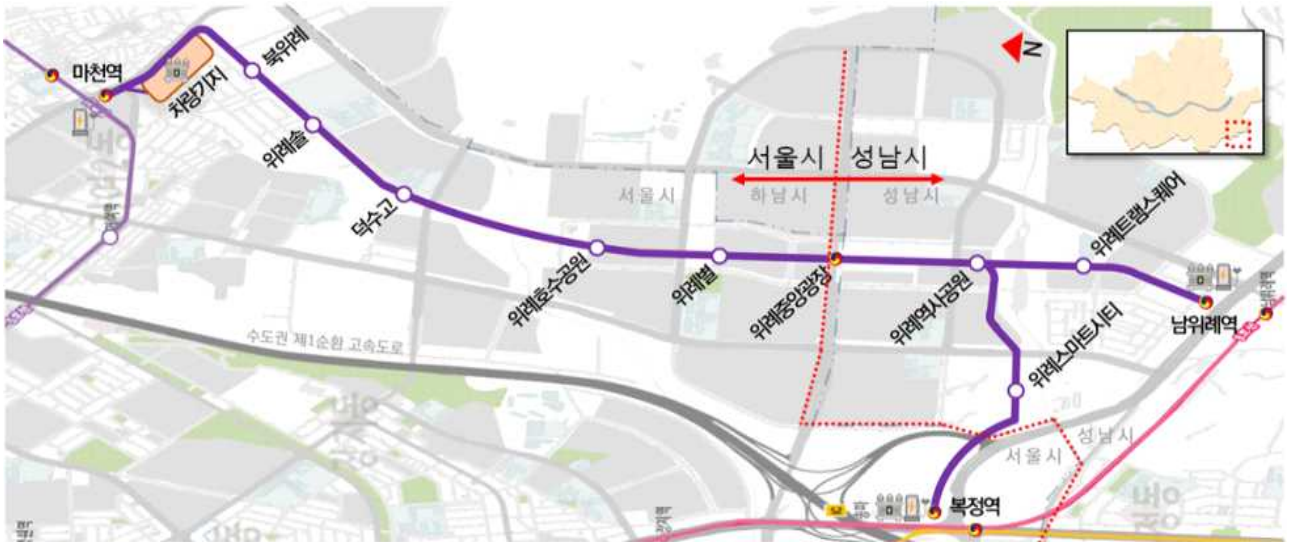 북위례
N
마천역
차량기지
위례솔
서울시
성남시
서울시
하남시
성남시
위례트램스퀘어
덕수고
위례호수공원
위례별
위례중앙광장
위례역사공원
남위례역
수도권 제1순환 고속도로
위례스마트시티
성남시
서울시
복정역